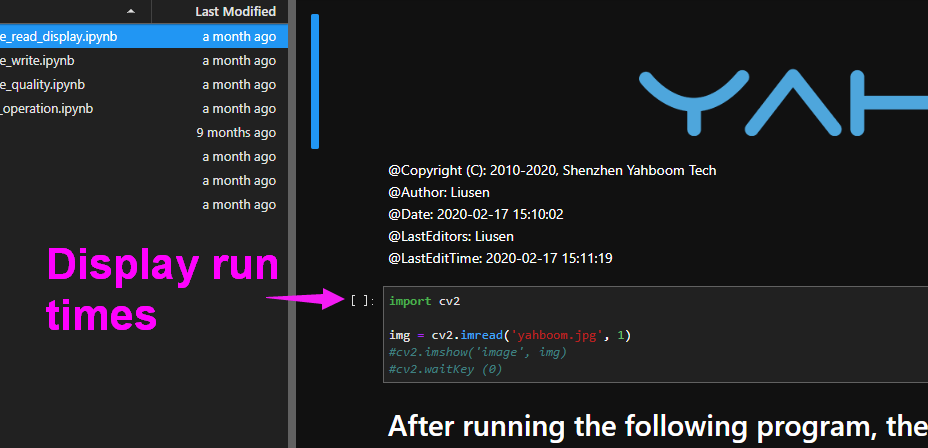 Last Modified
e_read_display.ipynb a month ago
e_write.ipynb a month ago
e_quality.ipynb a month ago
_operation.ipynb a month ago
9 months ago
a month ago
a month ago
a month ago
YAH
@Copyright (C): 2010-2020, Shenzhen Yahboom Tech
@Author: Liusen
@Date: 2020-02-17 15:10:02
@LastEditors: Liusen
@LastEditTime: 2020-02-17 15:11:19
Display run
times
[ ]: import cv2
img = cv2.imread('yahboom.jpg', 1)
#cv2.imshow('image', img)
#cv2.waitKey (0)
After running the following program, the